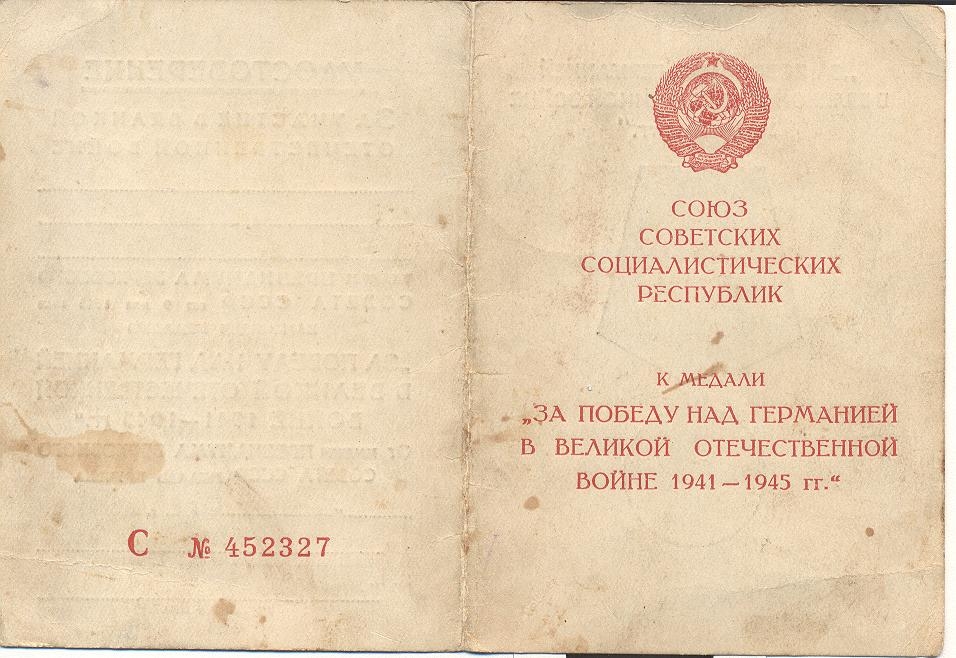 С № 452327
СОЮЗ
СОВЕТСКИХ
СОЦИАЛИСТИЧЕСКИХ
РЕСПУБЛИК
К МЕДАЛИ
„ЗА ПОБЕДУ НАД ГЕРМАНИЕЙ
В ВЕЛИКОЙ ОТЕЧЕСТВЕННОЙ
ВОЙНЕ 1941—1945 гг.“